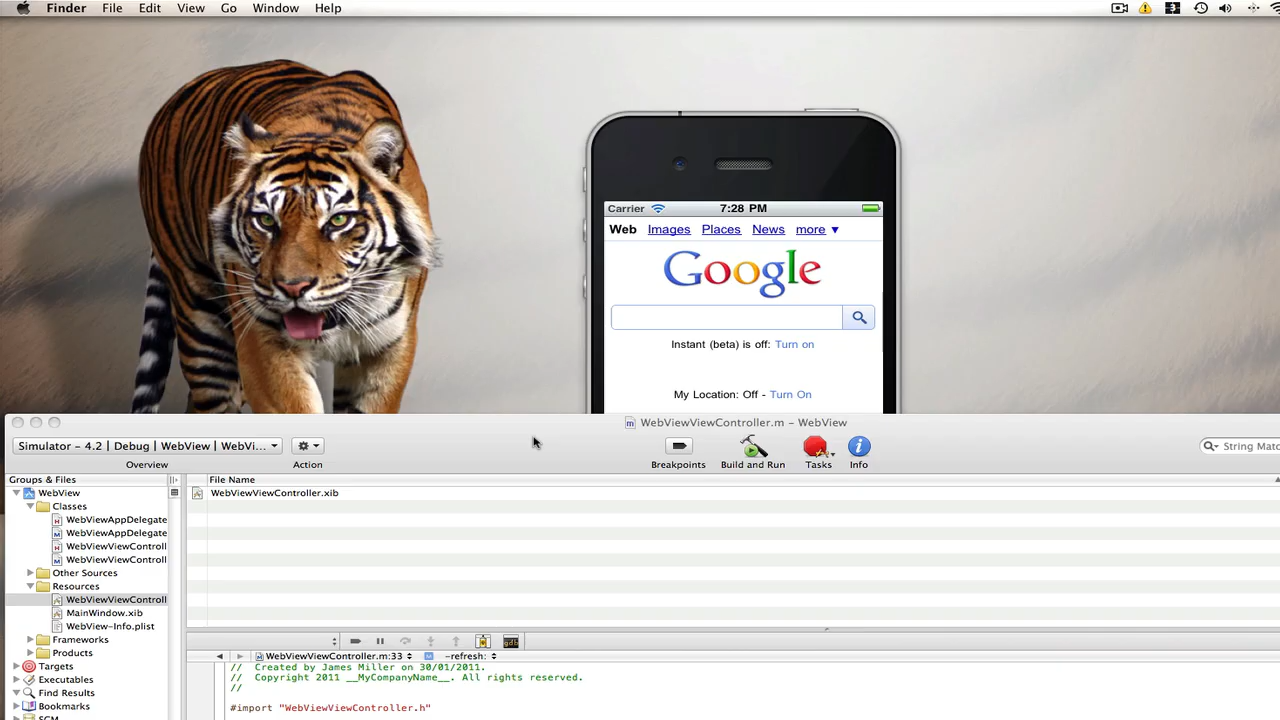 Finder File Edit View Go Window Help
Carrier 7:28 PM
Web Images Places News more ▼
Google
Instant (beta) is off: Turn on
My Location: Off - Turn On
WebViewViewController.m - WebView
Simulator - 4.2 | Debug | WebView | WebVi...
String Matc
Overview Action Breakpoints Build and Run Tasks Info
Groups & Files File Name
WebView WebViewViewController.xib
Classes
WebViewAppDelegate
WebViewAppDelegate
WebViewViewControll
WebViewViewControll
Other Sources
Resources
WebViewViewControll
MainWindow.xib
WebView-Info.plist
Frameworks
Products
Targets
Executables
Find Results
Bookmarks
SCM
gdb
WebViewViewController.m:33 -refresh:
// Created by James Miller on 30/01/2011.
// Copyright 2011 __MyCompanyName__. All rights reserved.
//
#import "WebViewViewController.h"